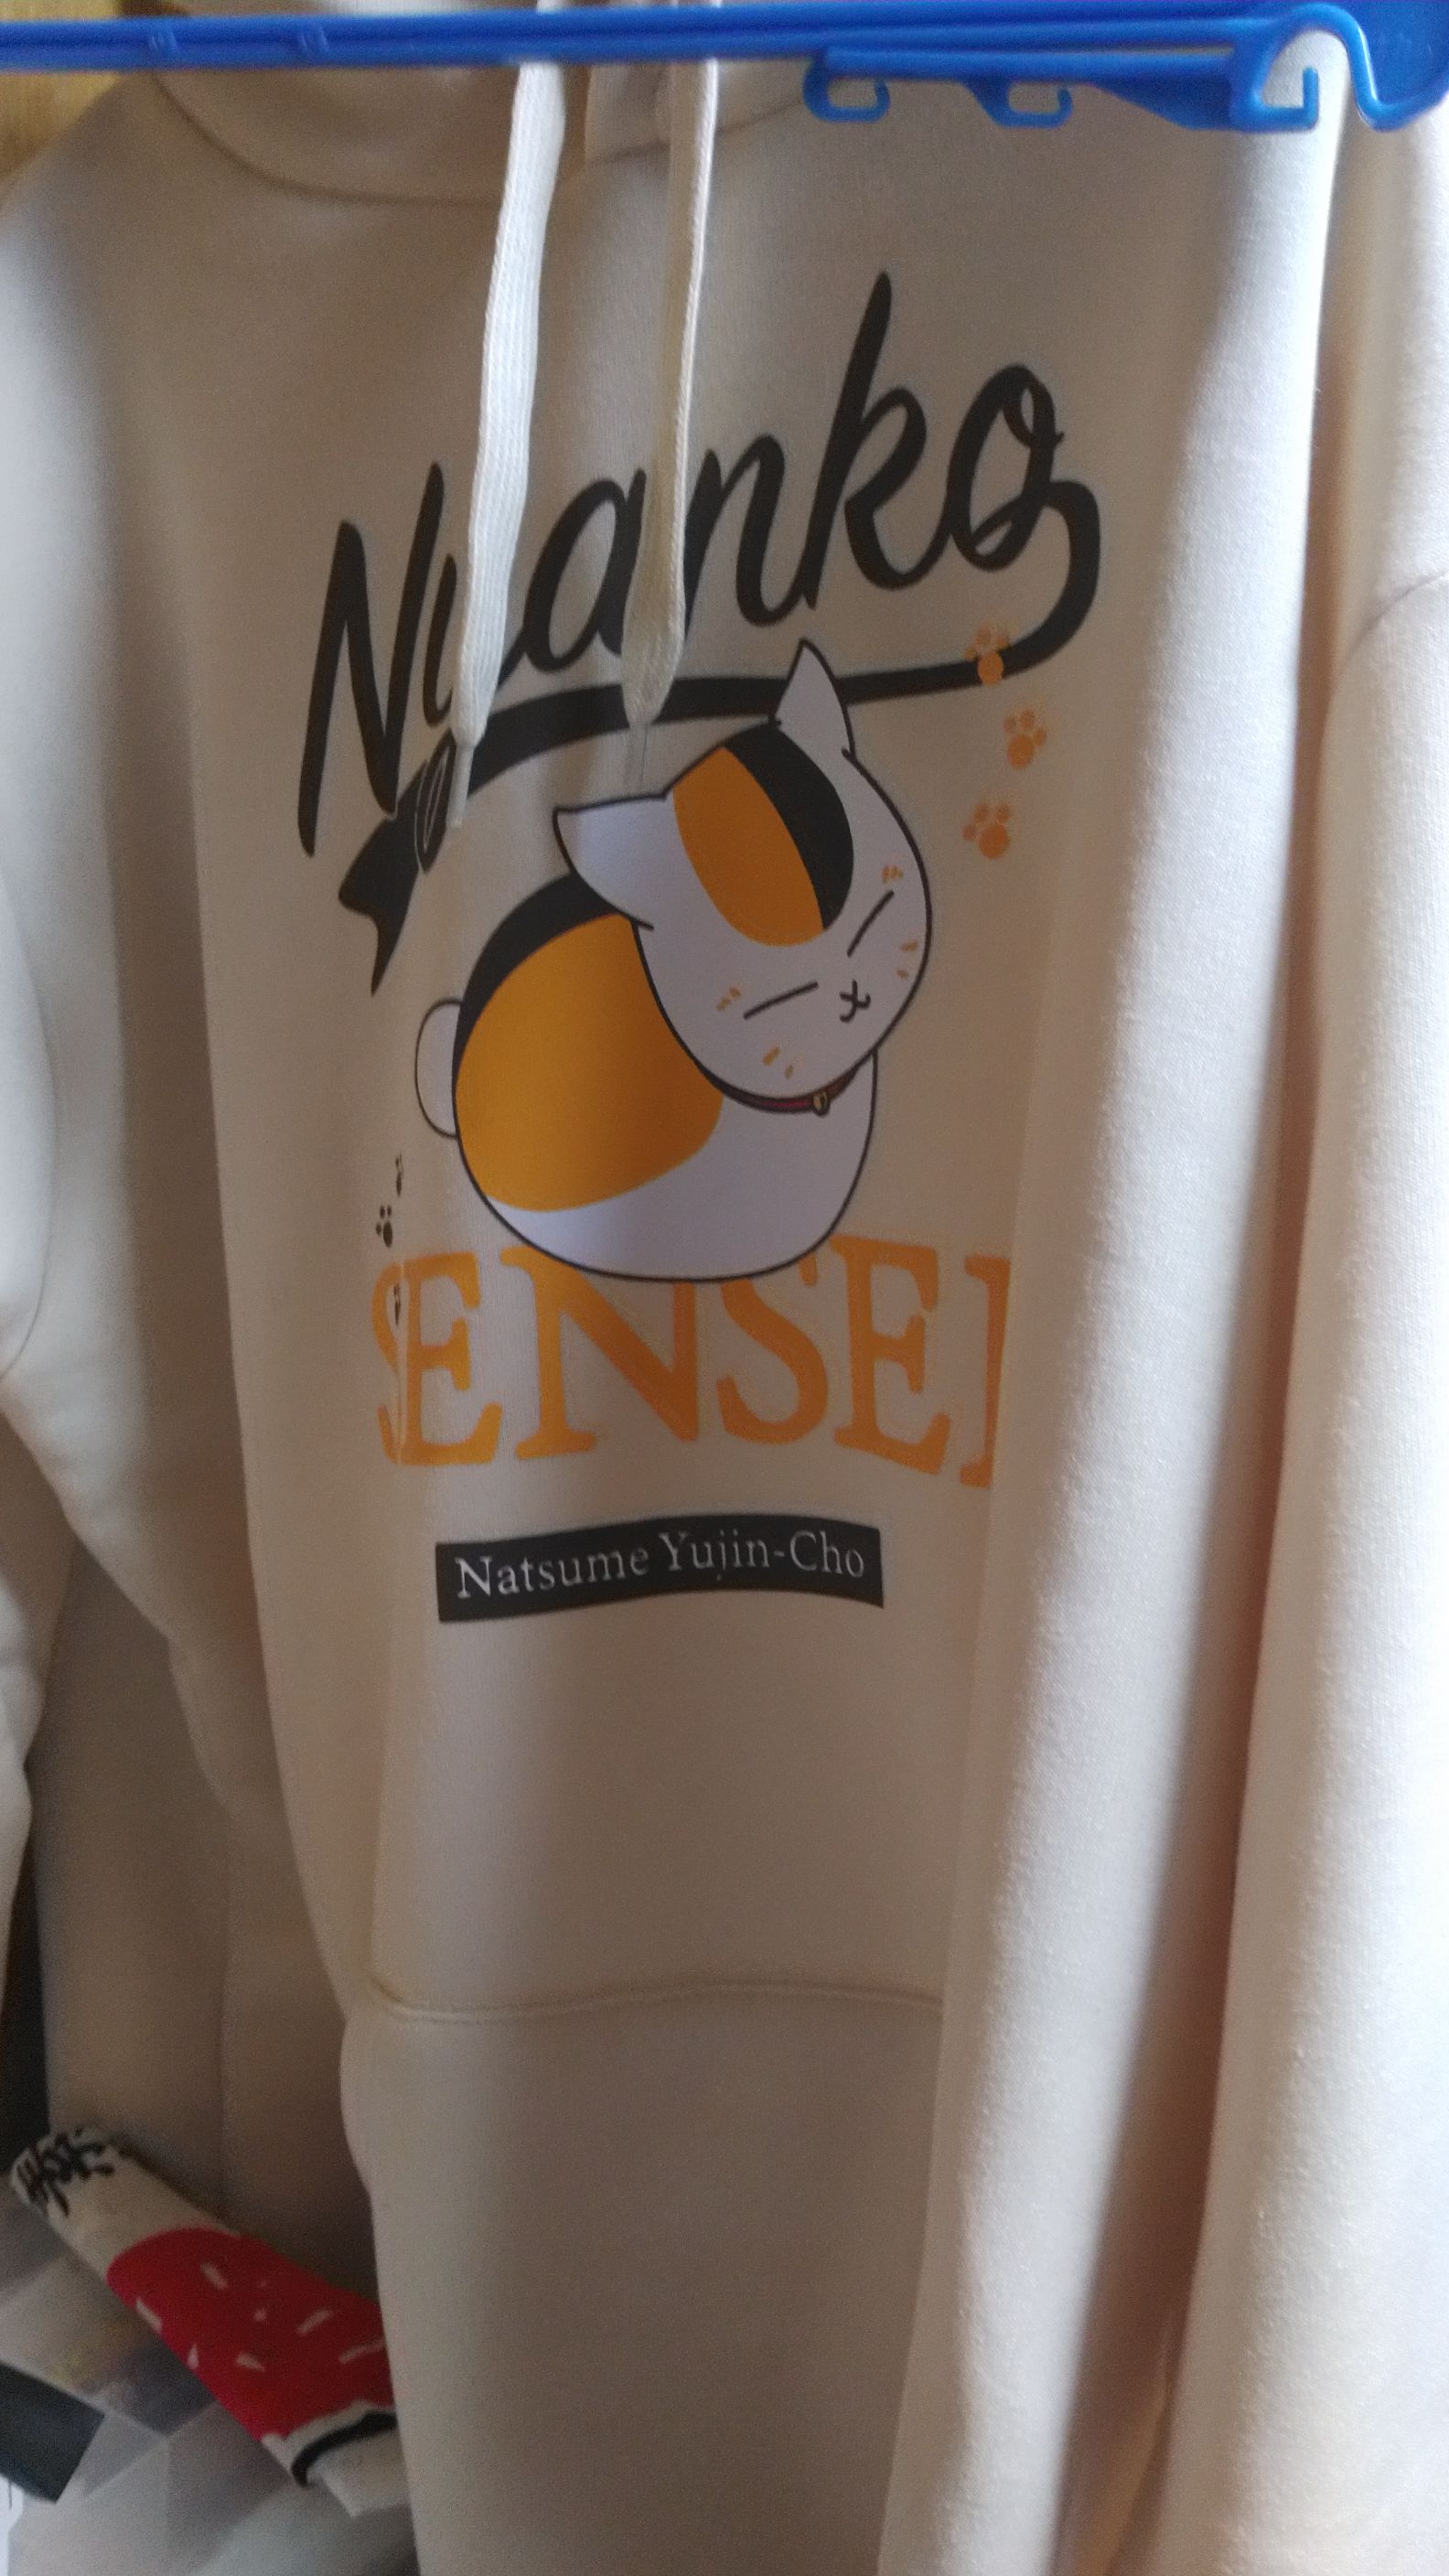 Nyanko
SENSEI
Natsume Yujin-Cho